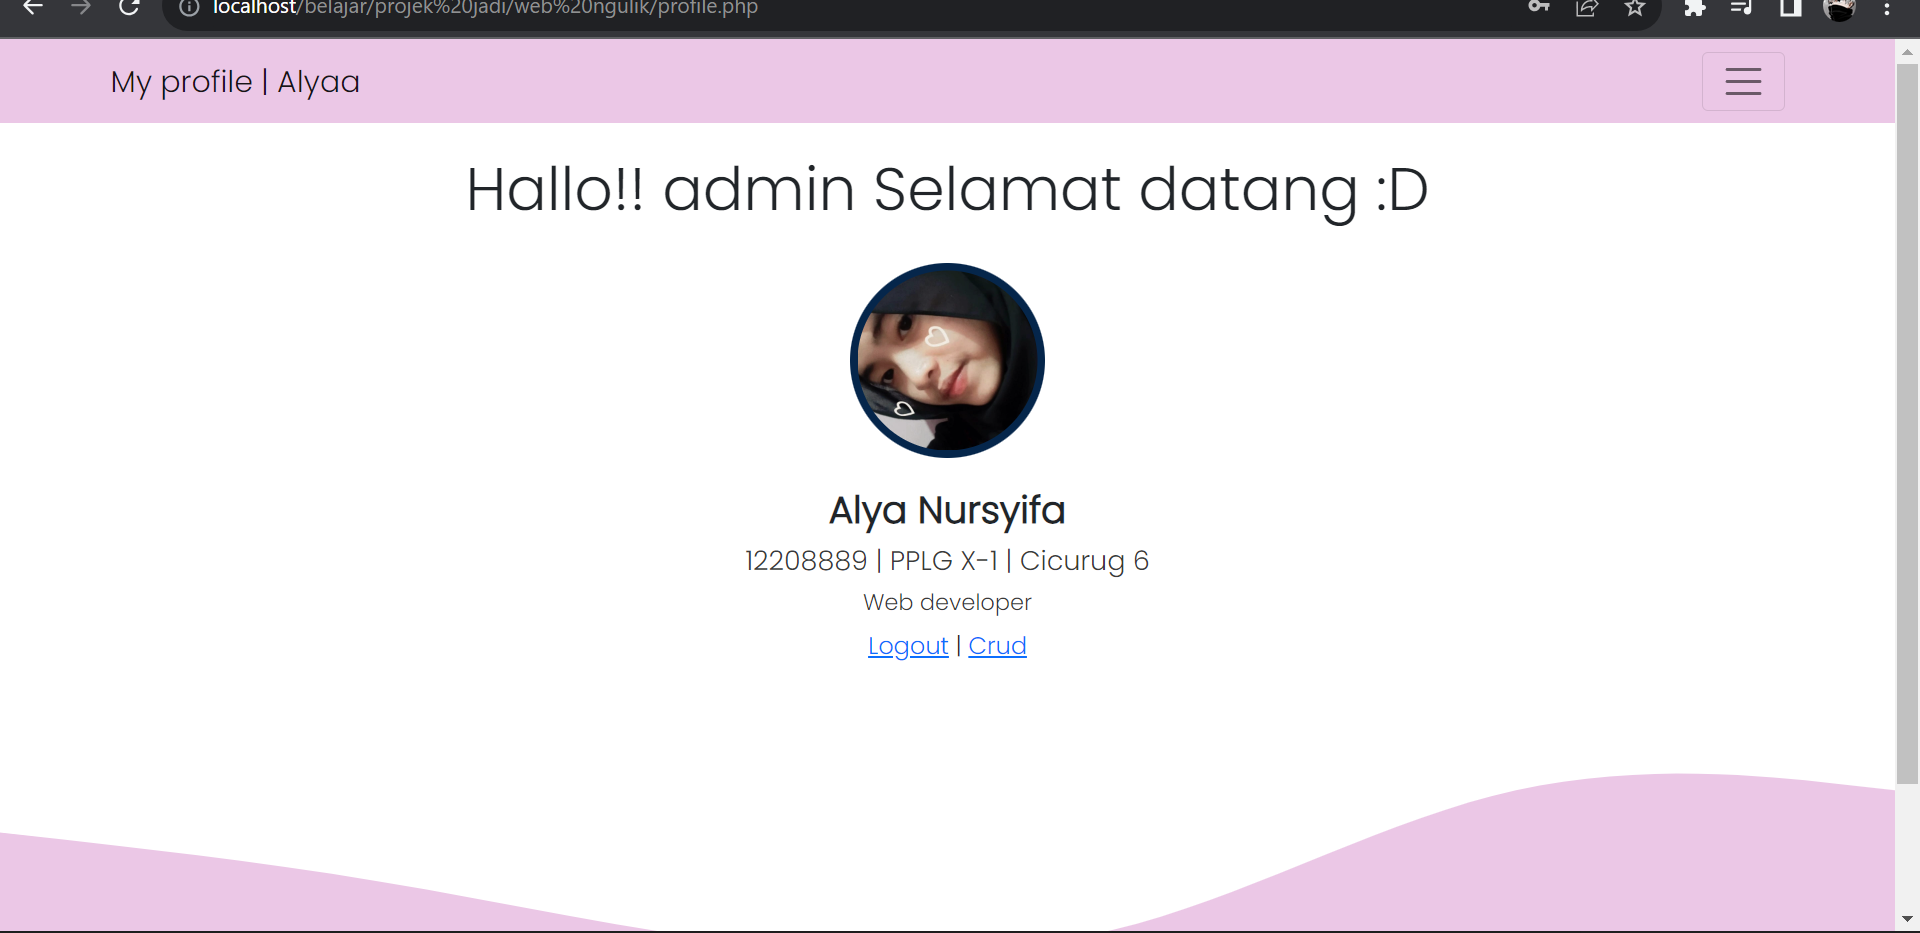 localhost/belajar/projek%20jadi/web%20ngulik/profile.php
My profile | Alyaa
Hallo!! admin Selamat datang :D
Alya Nursyifa
12208889 | PPLG X-1 | Cicurug 6
Web developer
Logout | Crud